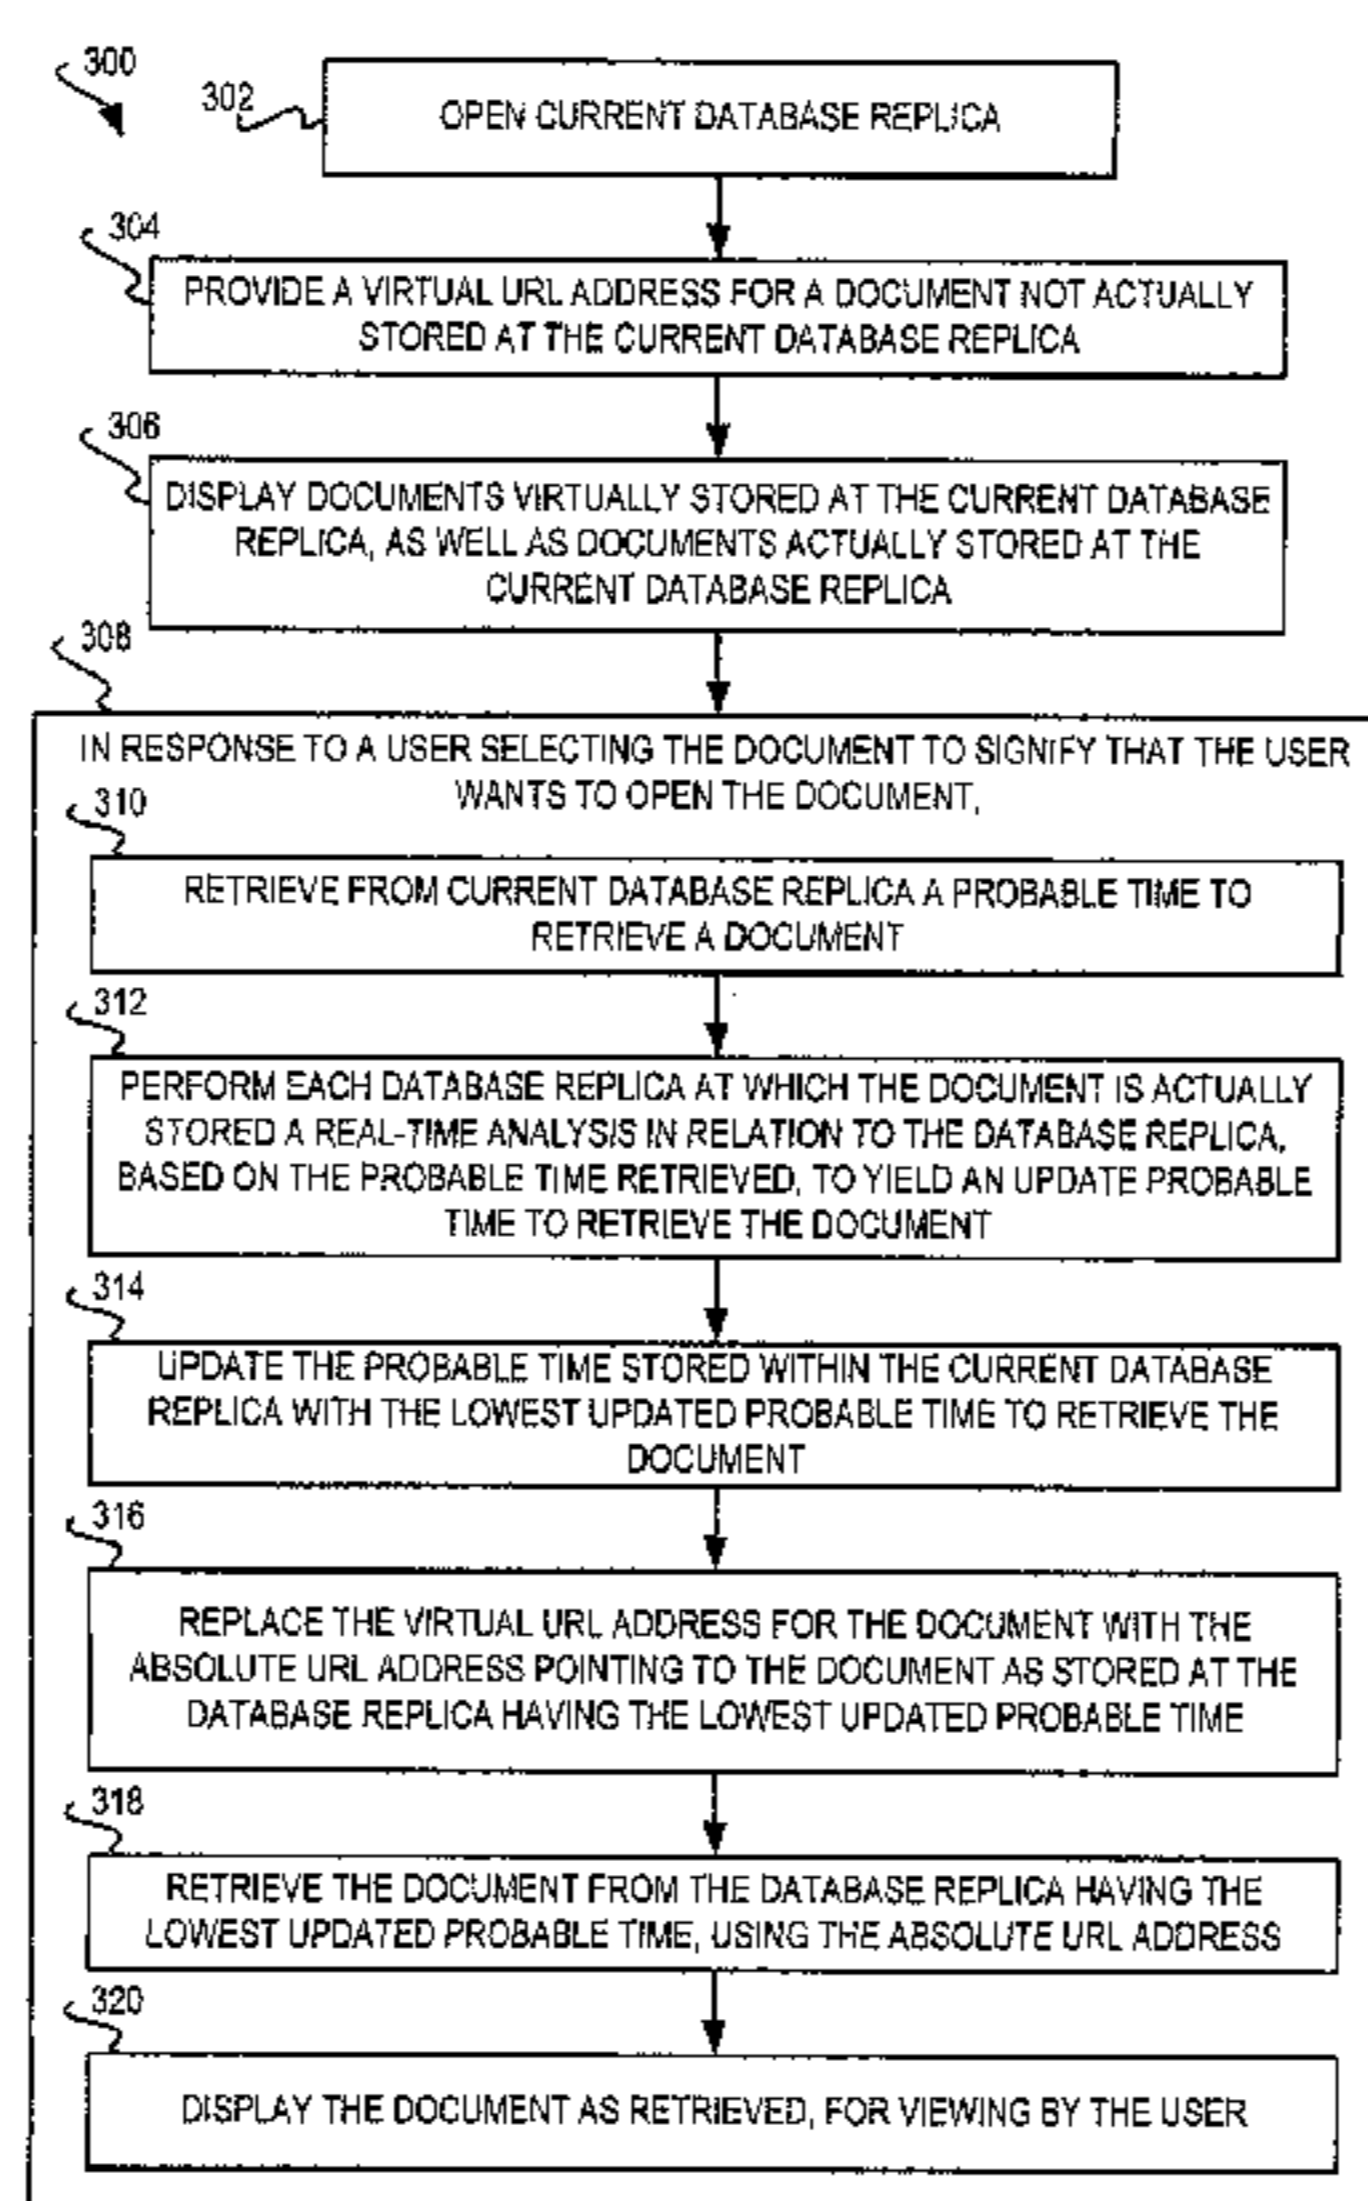 300
302
OPEN CURRENT DATABASE REPLICA
304
PROVIDE A VIRTUAL URL ADDRESS FOR A DOCUMENT NOT ACTUALLY
STORED AT THE CURRENT DATABASE REPLICA
306
DISPLAY DOCUMENTS VIRTUALLY STORED AT THE CURRENT DATABASE
REPLICA, AS WELL AS DOCUMENTS ACTUALLY STORED AT THE
CURRENT DATABASE REPLICA
308
IN RESPONSE TO A USER SELECTING THE DOCUMENT TO SIGNIFY THAT THE USER
WANTS TO OPEN THE DOCUMENT,
310
RETRIEVE FROM CURRENT DATABASE REPLICA A PROBABLE TIME TO
RETRIEVE A DOCUMENT
312
PERFORM EACH DATABASE REPLICA AT WHICH THE DOCUMENT IS ACTUALLY
STORED A REAL-TIME ANALYSIS IN RELATION TO THE DATABASE REPLICA,
BASED ON THE PROBABLE TIME RETRIEVED, TO YIELD AN UPDATE PROBABLE
TIME TO RETRIEVE THE DOCUMENT
314
UPDATE THE PROBABLE TIME STORED WITHIN THE CURRENT DATABASE
REPLICA WITH THE LOWEST UPDATED PROBABLE TIME TO RETRIEVE THE
DOCUMENT
316
REPLACE THE VIRTUAL URL ADDRESS FOR THE DOCUMENT WITH THE
ABSOLUTE URL ADDRESS POINTING TO THE DOCUMENT AS STORED AT THE
DATABASE REPLICA HAVING THE LOWEST UPDATED PROBABLE TIME
318
RETRIEVE THE DOCUMENT FROM THE DATABASE REPLICA HAVING THE
LOWEST UPDATED PROBABLE TIME, USING THE ABSOLUTE URL ADDRESS
320
DISPLAY THE DOCUMENT AS RETRIEVED, FOR VIEWING BY THE USER